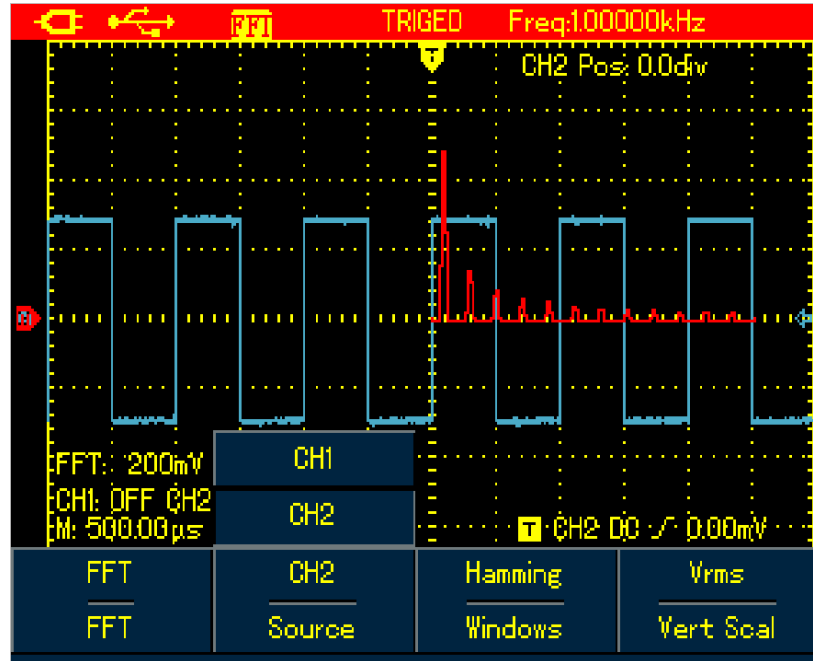 FFT TRIGED Freq:1.00000kHz
T
CH2 Pos: 0.0div
FFT: 200mV
CH1: OFF CH2
M: 500.00μs
CH1
CH2
T CH2 DC 0.00mV
FFT CH2 Hamming Vrms
FFT Source Windows Vert Scal